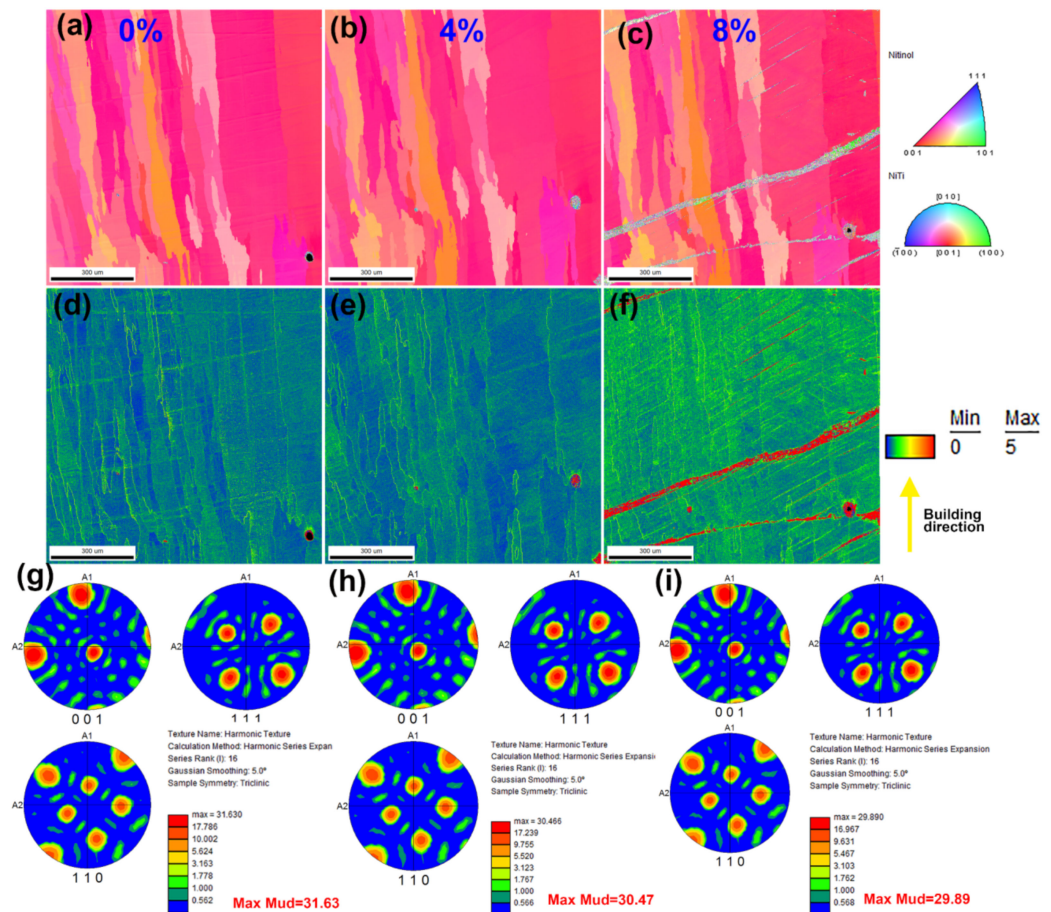 (a)
0%
(b)
4%
(c)
8%
Nitinol
1 1 1
0 0 1
1 0 1
NiTi
[0 1 0]
(1̄ 0 0)
[0 0 1]
(1 0 0)
300 um
300 um
300 um
(d)
(e)
(f)
Min
Max
0
5
Building
direction
300 um
300 um
300 um
(g)
A1
A2
0 0 1
A1
A2
1 1 1
A1
A2
1 1 0
Texture Name: Harmonic Texture
Calculation Method: Harmonic Series Expan
Series Rank (l): 16
Gaussian Smoothing: 5.0°
Sample Symmetry: Triclinic
max = 31.630
17.786
10.002
5.624
3.163
1.778
1.000
0.562
Max Mud=31.63
(h)
A1
A2
0 0 1
A1
A2
1 1 1
A1
A2
1 1 0
Texture Name: Harmonic Texture
Calculation Method: Harmonic Series Expansio
Series Rank (l): 16
Gaussian Smoothing: 5.0°
Sample Symmetry: Triclinic
max = 30.466
17.239
9.755
5.520
3.123
1.767
1.000
0.566
Max Mud=30.47
(i)
A1
A2
0 0 1
A1
A2
1 1 1
A1
A2
1 1 0
Texture Name: Harmonic Texture
Calculation Method: Harmonic Series Expansion
Series Rank (l): 16
Gaussian Smoothing: 5.0°
Sample Symmetry: Triclinic
max = 29.890
16.967
9.631
5.467
3.103
1.762
1.000
0.568
Max Mud=29.89